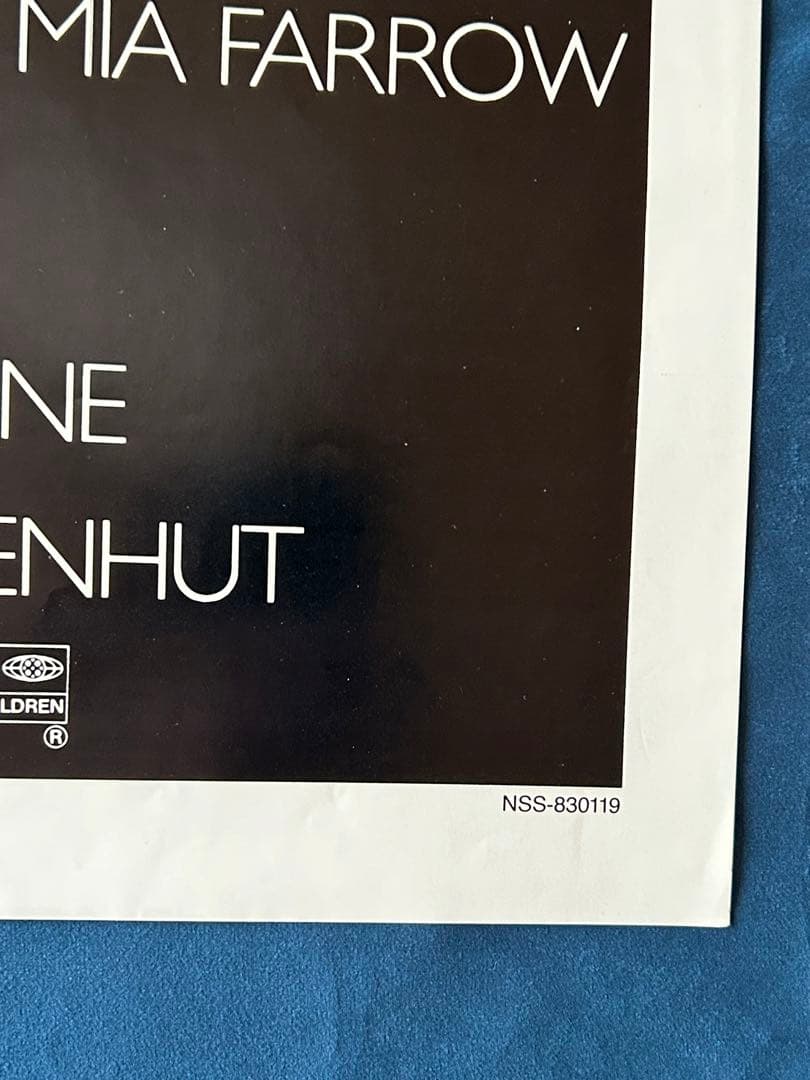 MIA FARROW
NE
ENHUT
LDREN
®
NSS-830119